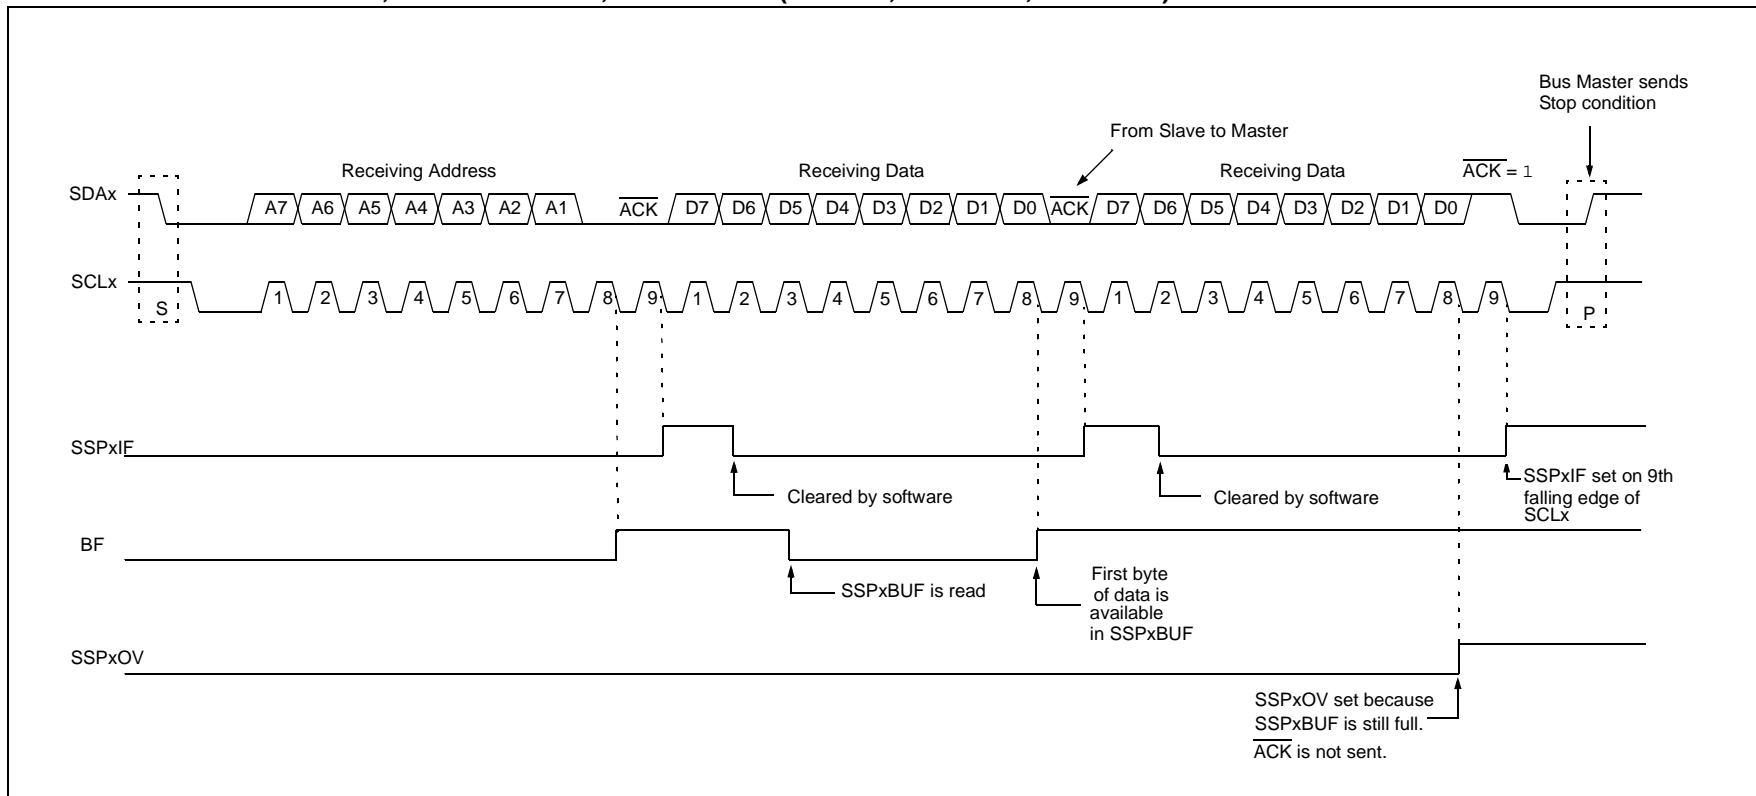 Bus Master sends
Stop condition
From Slave to Master
Receiving Address
Receiving Data
Receiving Data
ACK = 1
SDAx
A7 A6 A5 A4 A3 A2 A1 ACK D7 D6 D5 D4 D3 D2 D1 D0 ACK D7 D6 D5 D4 D3 D2 D1 D0
SCLx
S 1 2 3 4 5 6 7 8 9 1 2 3 4 5 6 7 8 9 1 2 3 4 5 6 7 8 9 P
SSPxIF
Cleared by software
Cleared by software
SSPxIF set on 9th
falling edge of
SCLx
BF
SSPxBUF is read
First byte
of data is
available
in SSPxBUF
SSPxOV
SSPxOV set because
SSPxBUF is still full.
ACK is not sent.